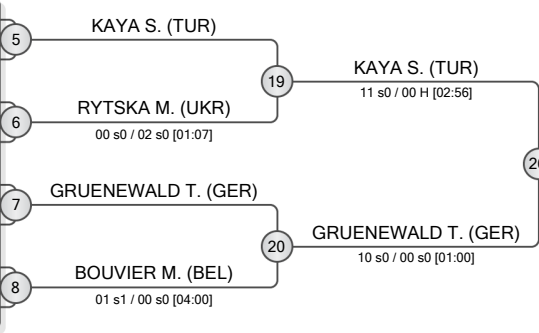 KAYA S. (TUR)
5
19
KAYA S. (TUR)
11 s0 / 00 H [02:56]
6
RYTSKA M. (UKR)
00 s0 / 02 s0 [01:07]
7
GRUENEWALD T. (GER)
20
GRUENEWALD T. (GER)
10 s0 / 00 s0 [01:00]
8
BOUVIER M. (BEL)
01 s1 / 00 s0 [04:00]